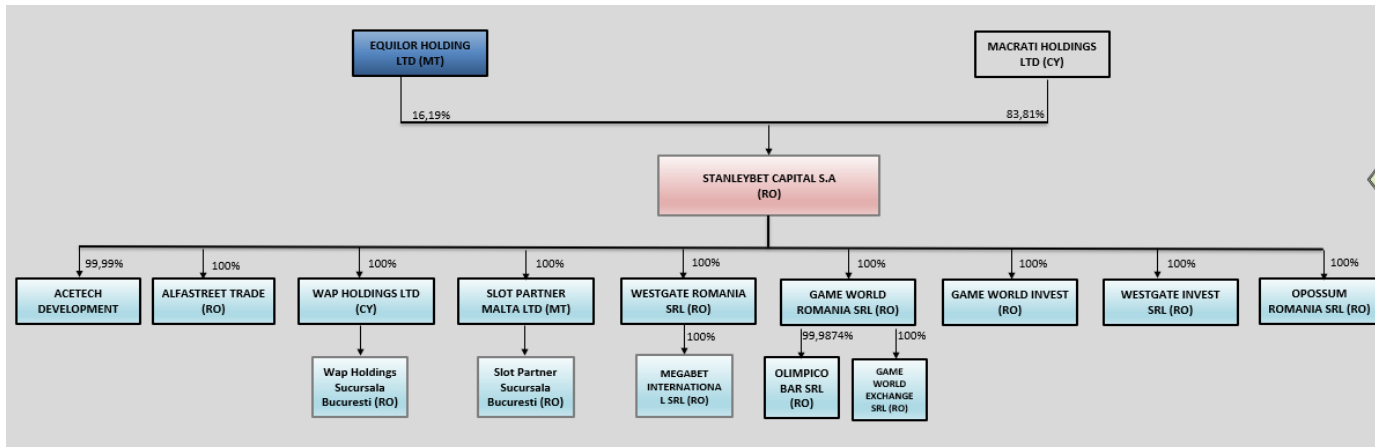 EQUILOR HOLDING
LTD (MT)
MACRATI HOLDINGS
LTD (CY)
16,19%
83,81%
STANLEYBET CAPITAL S.A
(RO)
99,99%
100%
100%
100%
100%
100%
100%
100%
100%
ACETECH
DEVELOPMENT
ALFASTREET TRADE
(RO)
WAP HOLDINGS LTD
(CY)
SLOT PARTNER
MALTA LTD (MT)
WESTGATE ROMANIA
SRL (RO)
GAME WORLD
ROMANIA SRL (RO)
GAME WORLD INVEST
(RO)
WESTGATE INVEST
SRL (RO)
OPOSSUM
ROMANIA SRL (RO)
100%
99,9874%
100%
Wap Holdings
Sucursala
Bucuresti (RO)
Slot Partner
Sucursala
Bucuresti (RO)
MEGABET
INTERNATIONA
L SRL (RO)
OLIMPICO
BAR SRL
(RO)
GAME
WORLD
EXCHANGE
SRL (RO)